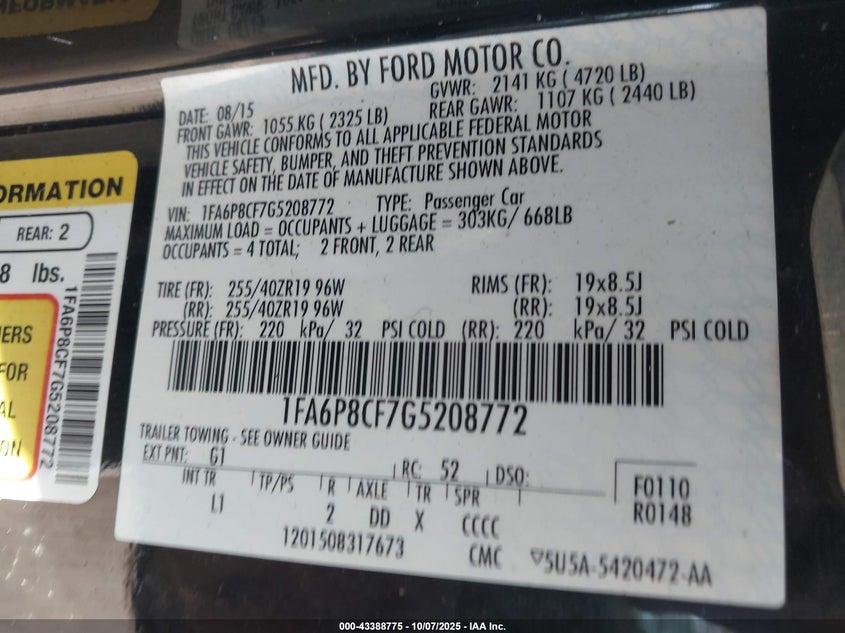 MFD. BY FORD MOTOR CO.
DATE: 08/15 GVWR: 2141 KG ( 4720 LB)
FRONT GAWR: 1055 KG ( 2325 LB) REAR GAWR: 1107 KG ( 2440 LB)
THIS VEHICLE CONFORMS TO ALL APPLICABLE FEDERAL MOTOR
VEHICLE SAFETY, BUMPER, AND THEFT PREVENTION STANDARDS
IN EFFECT ON THE DATE OF MANUFACTURE SHOWN ABOVE.
VIN: 1FA6P8CF7G5208772 TYPE: Passenger Car
MAXIMUM LOAD = OCCUPANTS + LUGGAGE = 303KG/ 668LB
OCCUPANTS = 4 TOTAL; 2 FRONT, 2 REAR
TIRE (FR): 255/40ZR19 96W RIMS (FR): 19x8.5J
(RR): 255/40ZR19 96W (RR): 19x8.5J
PRESSURE (FR): 220 kPa/ 32 PSI COLD (RR): 220 kPa/ 32 PSI COLD
1FA6P8CF7G5208772
TRAILER TOWING - SEE OWNER GUIDE
EXT PNT: G1 RC: 52 DSO:
INT TR TP/PS R AXLE TR SPR F0110
L1 2 DD X CCCC R0148
1201508317673 CMC 5U5A-5420472-AA
ORMATION
REAR: 2
8 lbs.
NERS
FOR
AL
ON
1FA6P8CF7G5208772
000-43388775 - 10/07/2025 - IAA Inc.